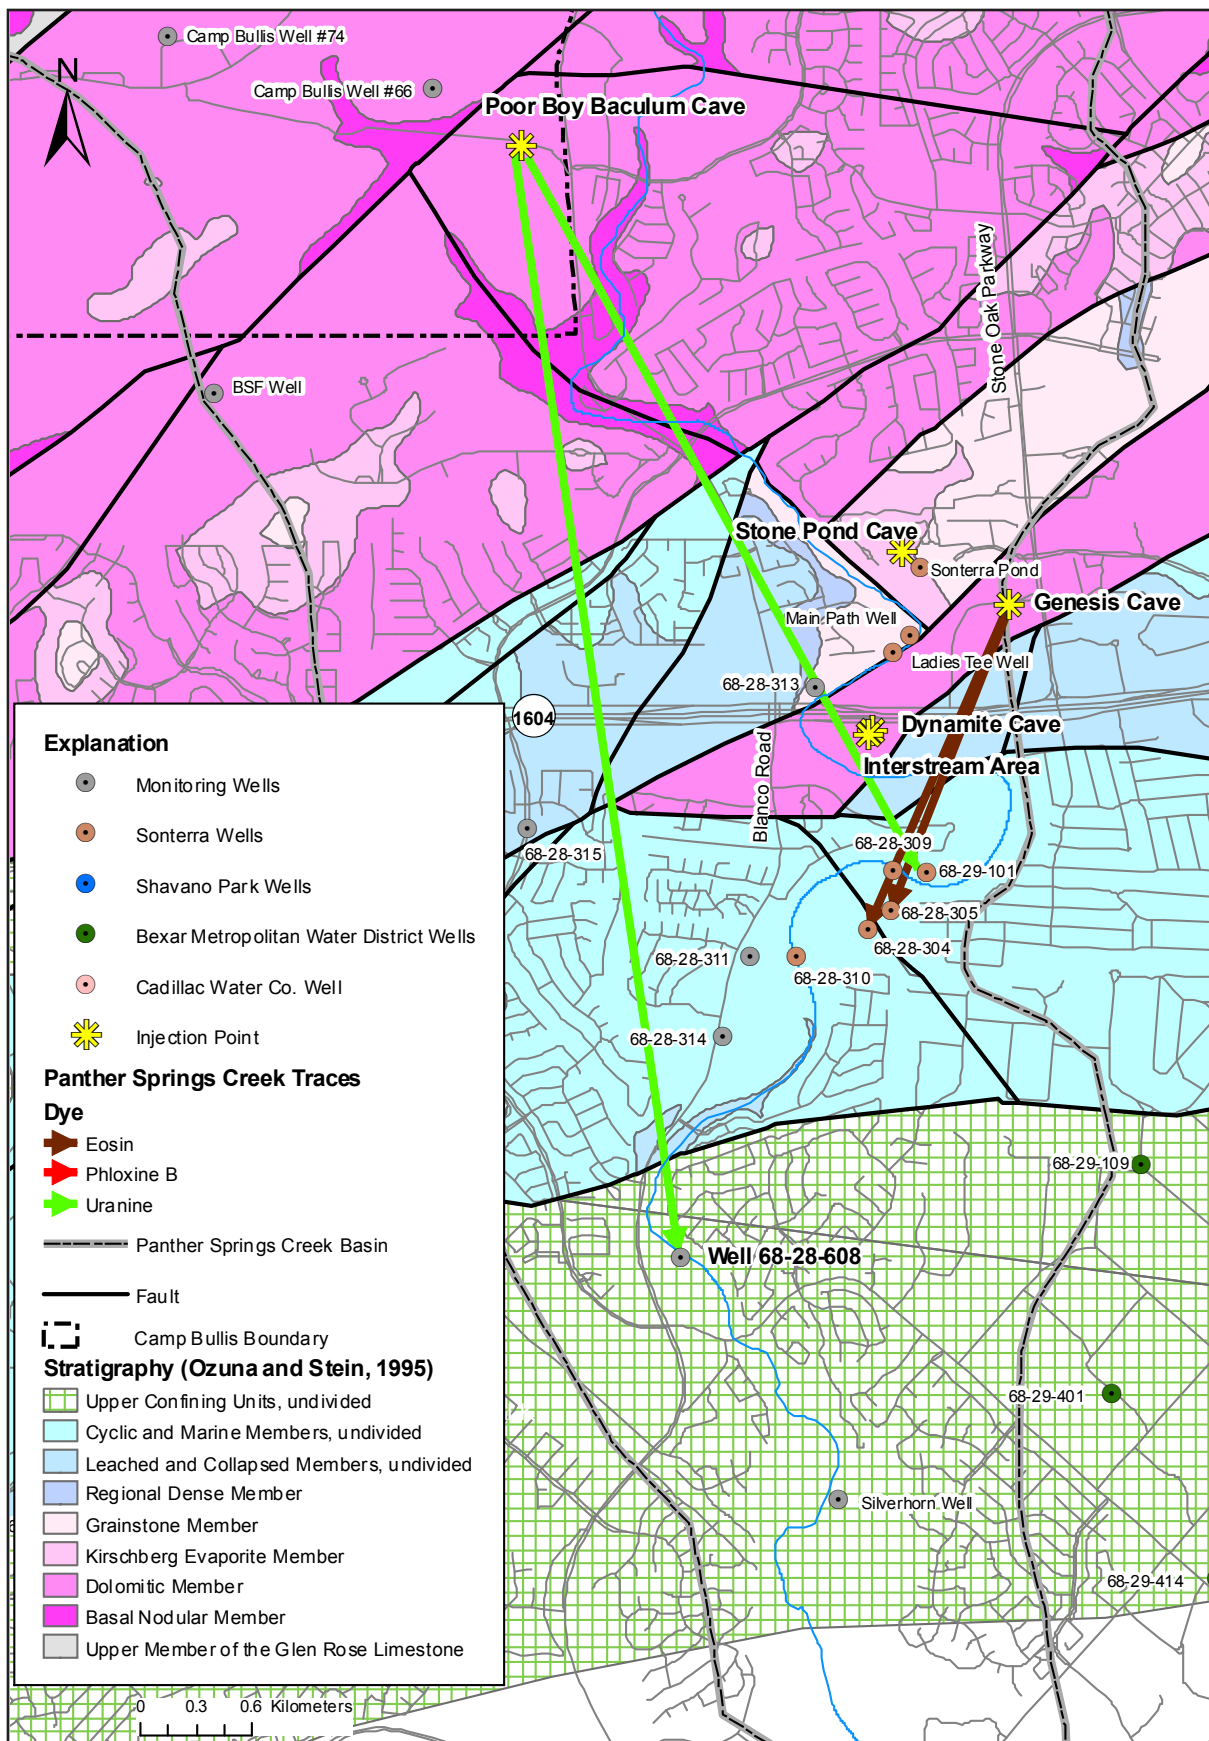 Camp Bullis Well #74
N
Camp Bullis Well #66
Poor Boy Baculum Cave
Stone Oak Parkway
BSF Well
Stone Pond Cave
Sonterra Pond
Genesis Cave
Main Path Well
Ladies Tee Well
68-28-313
1604
Dynamite Cave
Blanco Road
Interstream Area
68-28-309
68-28-315
68-29-101
68-28-305
68-28-304
68-28-311
68-28-310
68-28-314
68-29-109
Well 68-28-608
68-29-401
Silverhorn Well
68-29-414
Explanation
Monitoring Wells
Sonterra Wells
Shavano Park Wells
Bexar Metropolitan Water District Wells
Cadillac Water Co. Well
Injection Point
Panther Springs Creek Traces
Dye
Eosin
Phloxine B
Uranine
Panther Springs Creek Basin
Fault
Camp Bullis Boundary
Stratigraphy (Ozuna and Stein, 1995)
Upper Confining Units, undivided
Cyclic and Marine Members, undivided
Leached and Collapsed Members, undivided
Regional Dense Member
Grainstone Member
Kirschberg Evaporite Member
Dolomitic Member
Basal Nodular Member
Upper Member of the Glen Rose Limestone
0 0.3 0.6 Kilometers